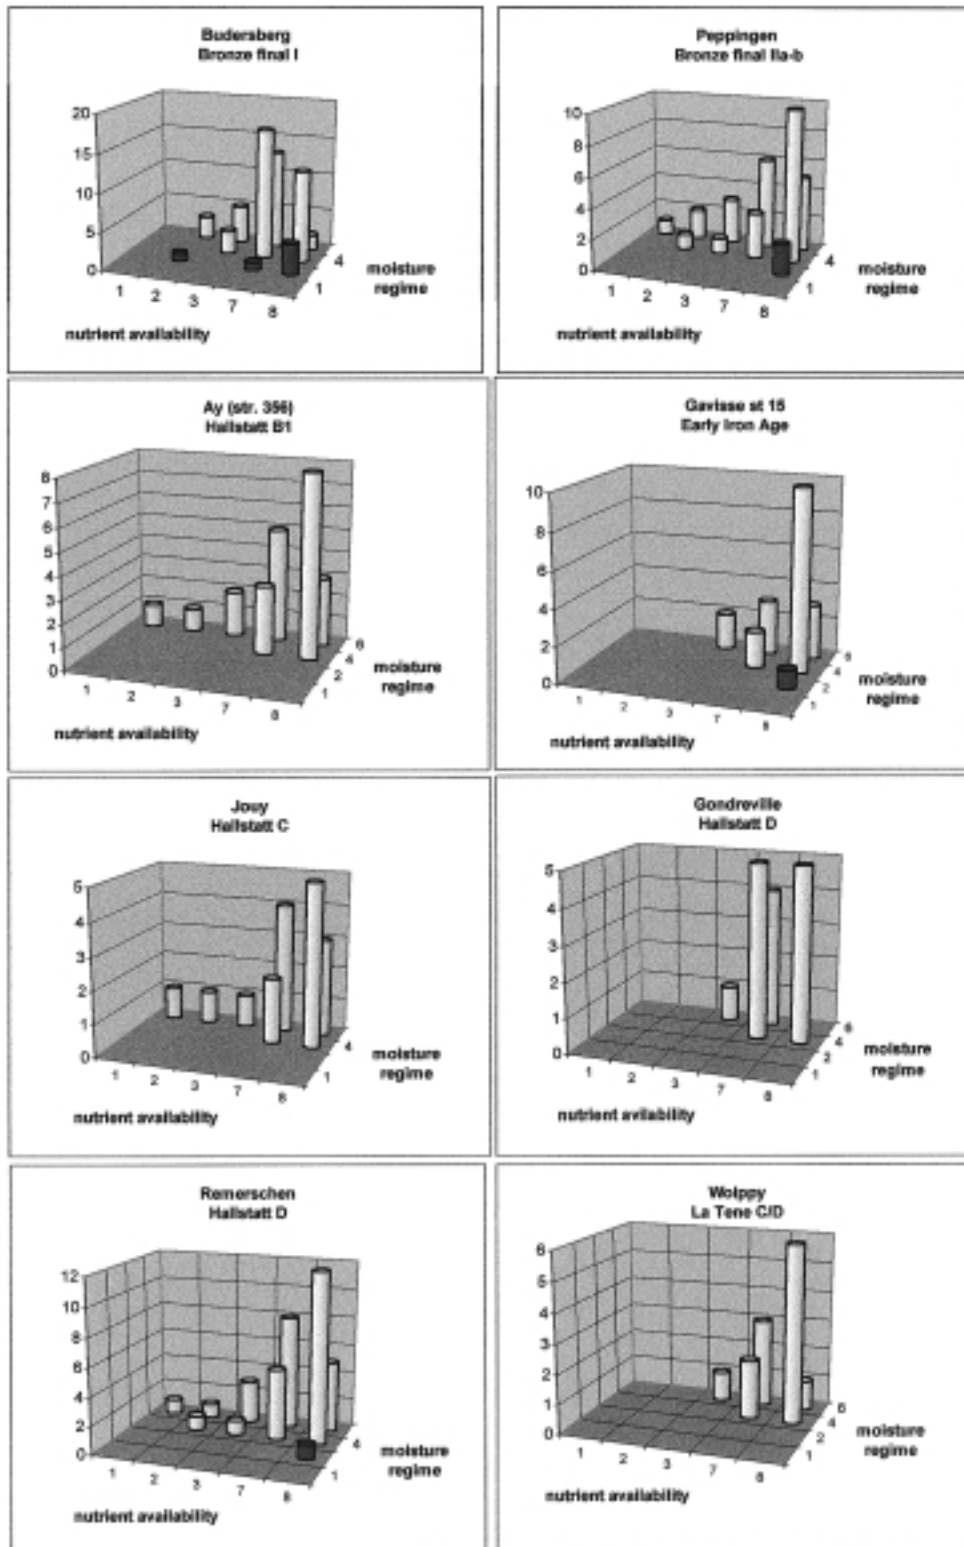 Budersberg
Bronze final I
20
15
10
5
0
1 2 3 7 8
1 4
moisture
regime
nutrient availability
Peppingen
Bronze final IIa-b
10
8
6
4
2
0
1 2 3 7 8
1 4
moisture
regime
nutrient availability
Ay (str. 356)
Hallstatt B1
8
7
6
5
4
3
2
1
0
1 2 3 7 8
1 2 4 6
moisture
regime
nutrient availability
Gavisse st 15
Early Iron Age
10
8
6
4
2
0
1 2 3 7 8
1 2 4 6
moisture
regime
nutrient availability
Jouy
Hallstatt C
5
4
3
2
1
0
1 2 3 7 8
1 4
moisture
regime
nutrient availability
Gondreville
Hallstatt D
5
4
3
2
1
0
1 2 3 7 8
1 2 4 6
moisture
regime
nutrient avilability
Remerschen
Hallstatt D
12
10
8
6
4
2
0
1 2 3 7 8
1 4
moisture
regime
nutrient availability
Woippy
La Tene C/D
6
5
4
3
2
1
0
1 2 3 7 8
1 2 4 6
moisture
regime
nutrient availability